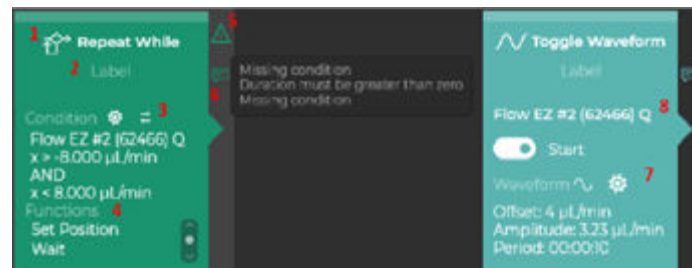 1 Repeat While
2 Label
Condition 3
Flow EZ #2 (62466) Q
x > -8.000 µL/min
AND
x < 8.000 µL/min
Functions 4
Set Position
Wait
5
6
Missing condition
Duration must be greater than zero
Missing condition
Toggle Waveform
Label
Flow EZ #2 (62466) Q 8
Start
Waveform 7
Offset: 4 µL/min
Amplitude: 3.23 µL/min
Period: 00:00:10